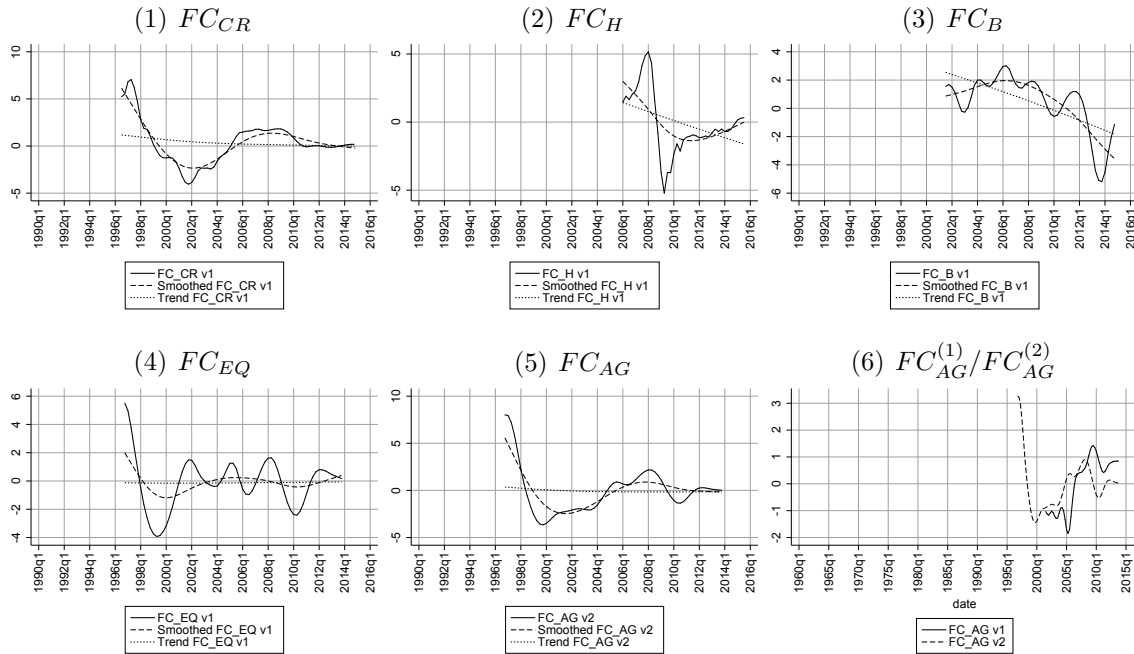 (1) FC_CR
10
5
0
-5
1990q1
1992q1
1994q1
1996q1
1998q1
2000q1
2002q1
2004q1
2006q1
2008q1
2010q1
2012q1
2014q1
2016q1
FC_CR v1
Smoothed FC_CR v1
Trend FC_CR v1
(2) FC_H
5
0
-5
1990q1
1992q1
1994q1
1996q1
1998q1
2000q1
2002q1
2004q1
2006q1
2008q1
2010q1
2012q1
2014q1
2016q1
FC_H v1
Smoothed FC_H v1
Trend FC_H v1
(3) FC_B
4
2
0
-2
-4
-6
1990q1
1992q1
1994q1
1996q1
1998q1
2000q1
2002q1
2004q1
2006q1
2008q1
2010q1
2012q1
2014q1
2016q1
FC_B v1
Smoothed FC_B v1
Trend FC_B v1
(4) FC_EQ
6
4
2
0
-2
-4
1990q1
1992q1
1994q1
1996q1
1998q1
2000q1
2002q1
2004q1
2006q1
2008q1
2010q1
2012q1
2014q1
2016q1
FC_EQ v1
Smoothed FC_EQ v1
Trend FC_EQ v1
(5) FC_AG
10
5
0
-5
1990q1
1992q1
1994q1
1996q1
1998q1
2000q1
2002q1
2004q1
2006q1
2008q1
2010q1
2012q1
2014q1
2016q1
FC_AG v2
Smoothed FC_AG v2
Trend FC_AG v2
(6) FC_AG^(1)/FC_AG^(2)
3
2
1
0
-1
-2
1960q1
1965q1
1970q1
1975q1
1980q1
1985q1
1990q1
1995q1
2000q1
2005q1
2010q1
2015q1
date
FC_AG v1
FC_AG v2